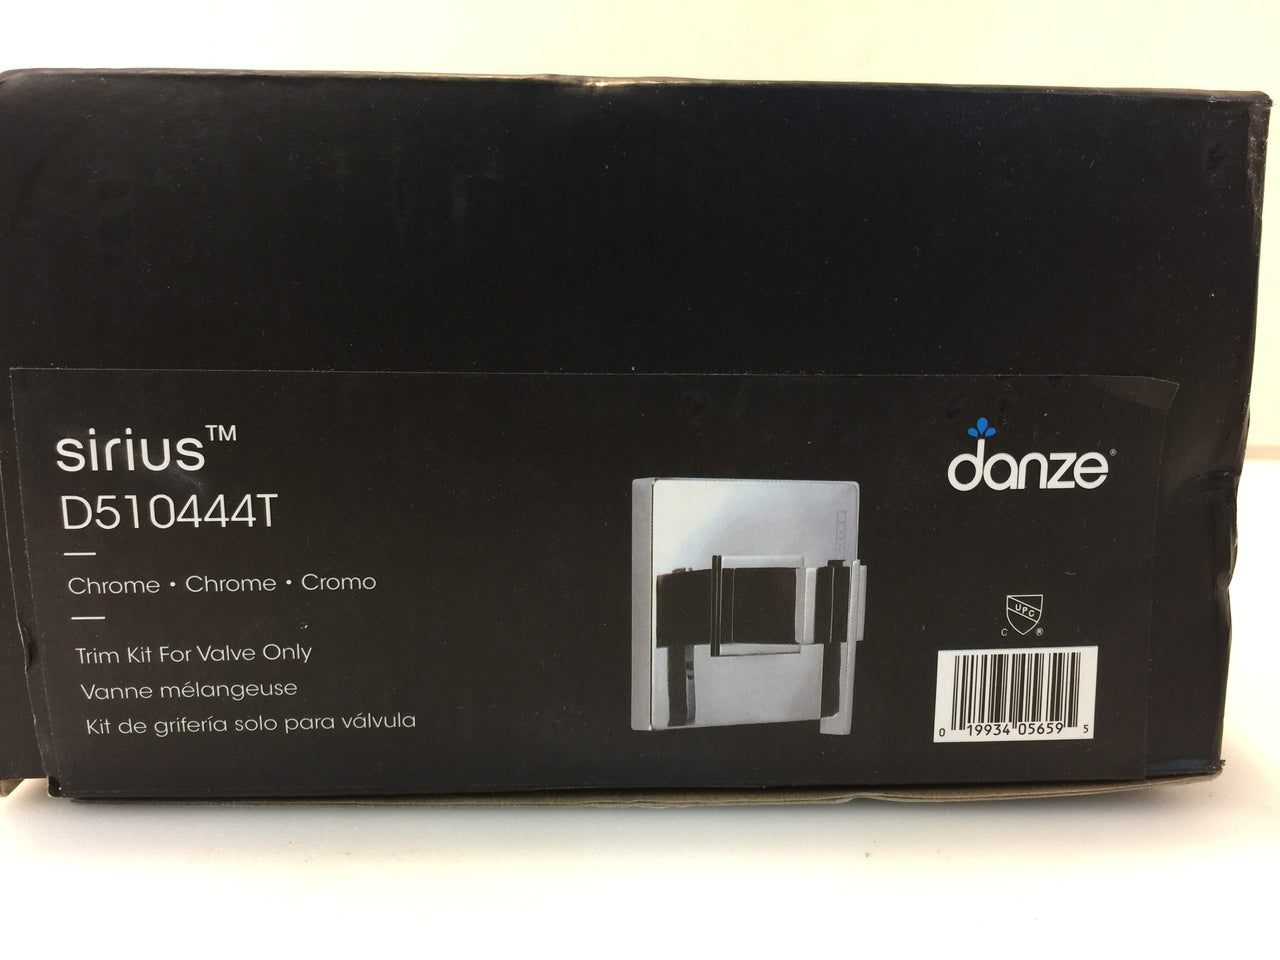 sirius™
D510444T
Chrome • Chrome • Cromo
Trim Kit For Valve Only
Vanne mélangeuse
Kit de grifería solo para válvula
danze®
UPC
C ®
0 19934 05659 5